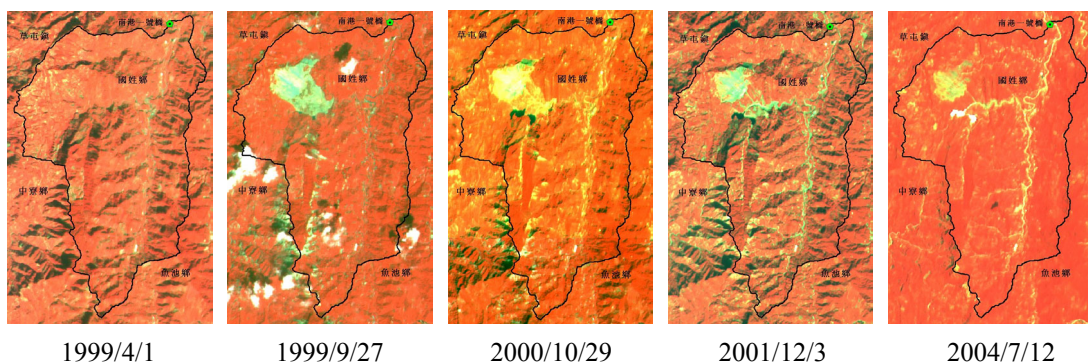 南港一號橋
草屯鎮
國姓鄉
中寮鄉
魚池鄉
南港一號橋
草屯鎮
國姓鄉
中寮鄉
魚池鄉
南港一號橋
草屯鎮
國姓鄉
中寮鄉
魚池鄉
南港一號橋
草屯鎮
國姓鄉
中寮鄉
魚池鄉
南港一號橋
草屯鎮
國姓鄉
中寮鄉
魚池鄉
1999/4/1
1999/9/27
2000/10/29
2001/12/3
2004/7/12